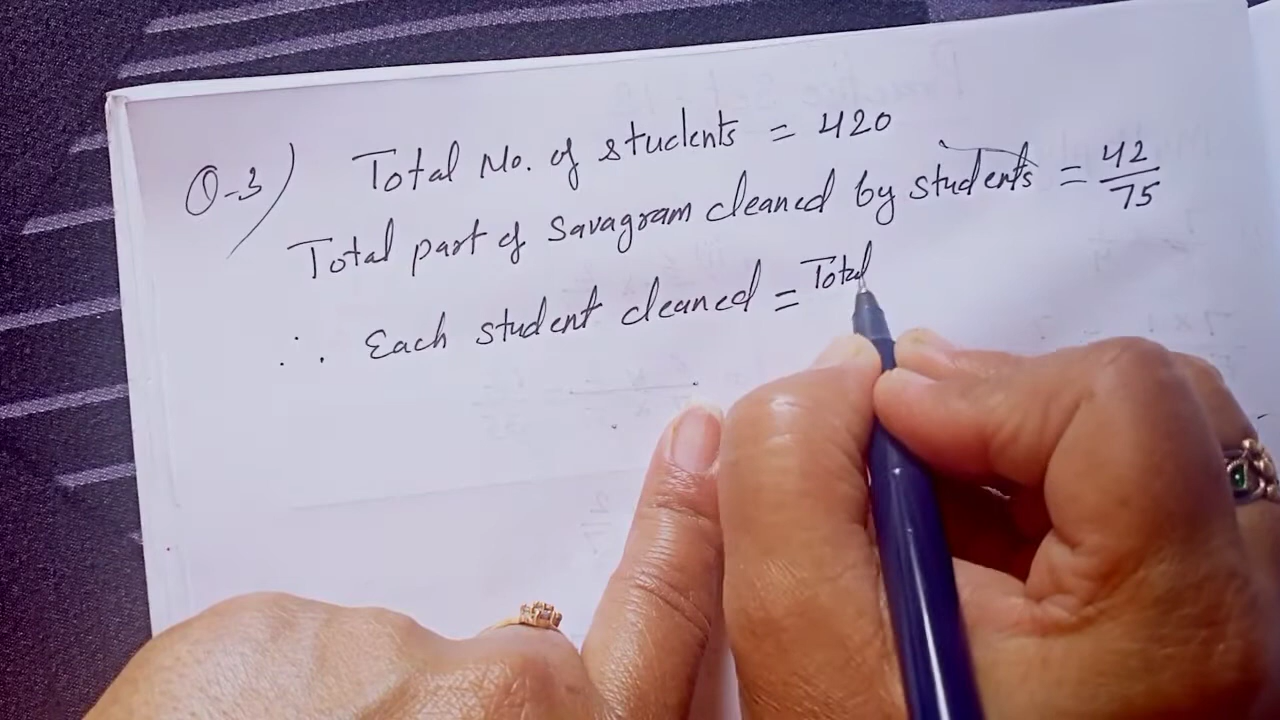 Q-3) Total No. of students = 420
Total part of Savagram cleaned by students = 42/75
∴ Each student cleaned = Total